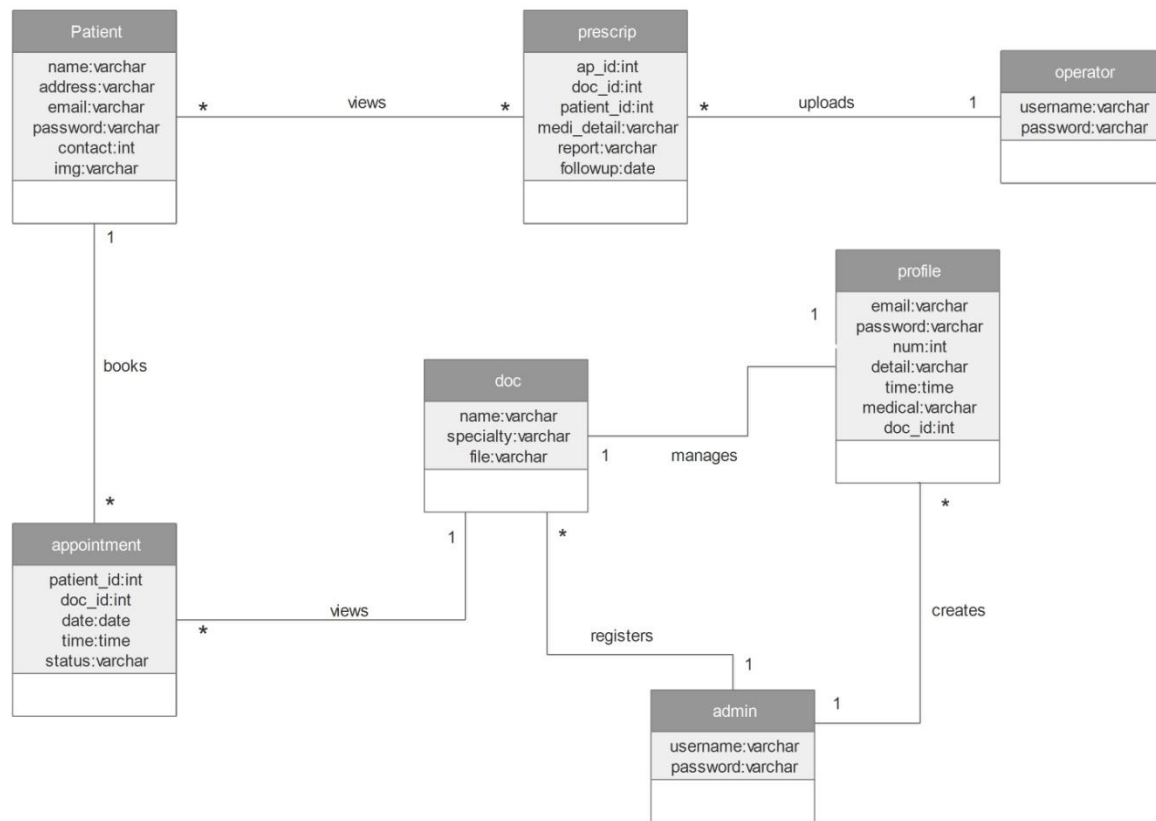 Patient
name:varchar
address:varchar
email:varchar
password:varchar
contact:int
img:varchar
* views *
prescrip
ap_id:int
doc_id:int
patient_id:int
medi_detail:varchar
report:varchar
followup:date
* uploads 1
operator
username:varchar
password:varchar
1
books
*
profile
email:varchar
password:varchar
num:int
detail:varchar
time:time
medical:varchar
doc_id:int
1
manages
1
doc
name:varchar
specialty:varchar
file:varchar
appointment
patient_id:int
doc_id:int
date:date
time:time
status:varchar
* views 1
*
registers
1
*
creates
1
admin
username:varchar
password:varchar